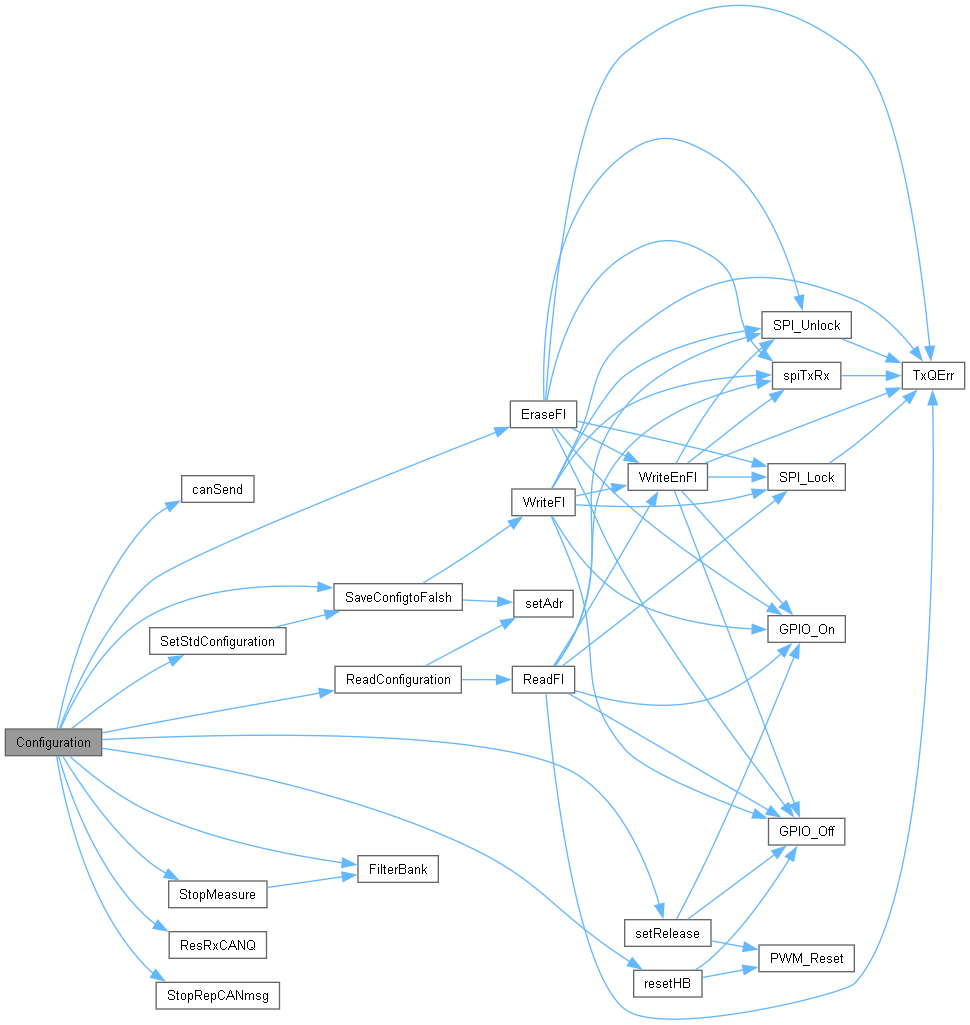 SPI_Unlock
spiTxRx
TxQErr
EraseFl
WriteEnFl
SPI_Lock
canSend
WriteFl
SaveConfigtoFalsh
setAdr
SetStdConfiguration
GPIO_On
ReadConfiguration
ReadFl
Configuration
GPIO_Off
FilterBank
StopMeasure
setRelease
ResRxCANQ
PWM_Reset
resetHB
StopRepCANmsg